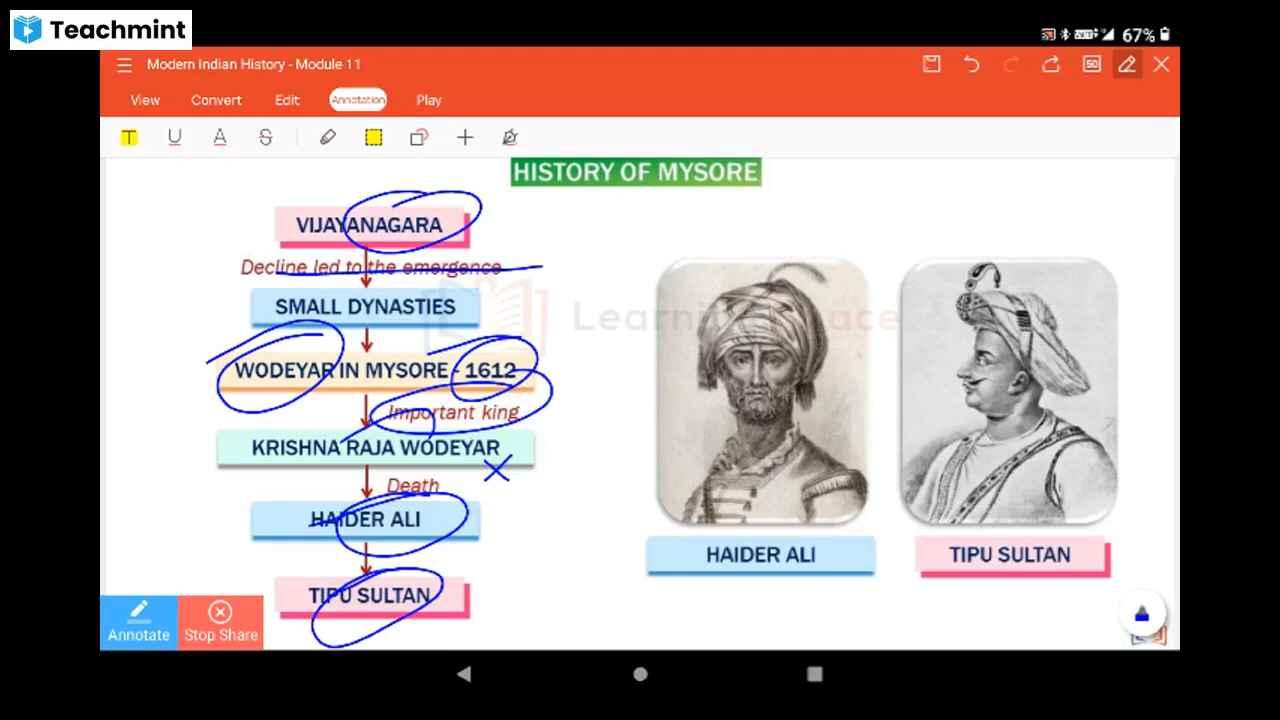 Teachmint
67%
Modern Indian History - Module 11
50
View Convert Edit Annotation Play
T U A S
HISTORY OF MYSORE
VIJAYANAGARA
Decline led to the emergence
SMALL DYNASTIES
WODEYAR IN MYSORE - 1612
Important king
KRISHNA RAJA WODEYAR
Death
HAIDER ALI
TIPU SULTAN
HAIDER ALI
TIPU SULTAN
Annotate
Stop Share